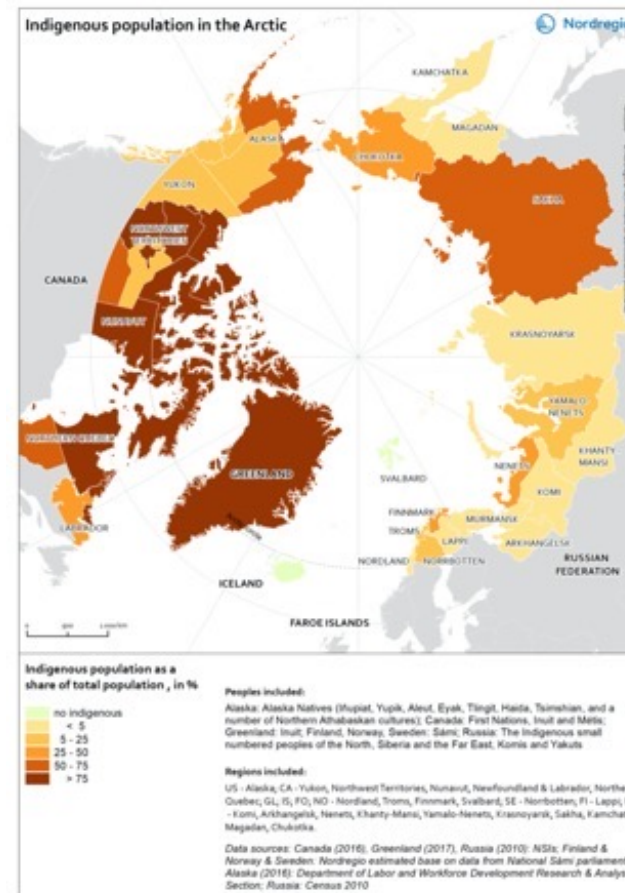 Indigenous population in the Arctic
Nordregio
KAMCHATKA
MAGADAN
ALASKA
CHUKOTKA
YUKON
SAKHA
NORTHWEST
TERRITORIES
CANADA
NUNAVUT
KRASNOYARSK
YAMALO
NENETS
NORTHERN QUEBEC
KHANTY
MANSI
GREENLAND
NENETS
SVALBARD
KOMI
FINNMARK
MURMANSK
TROMS
LABRADOR
LAPPI
ARKHANGELSK
NORDLAND
NORRBOTTEN
RUSSIAN
FEDERATION
ICELAND
FAROE ISLANDS
0 500 1 000 km
Indigenous population as a
share of total population , in %
no indigenous
< 5
5 - 25
25 - 50
50 - 75
> 75
Peoples included:
Alaska: Alaska Natives (Iñupiat, Yupik, Aleut, Eyak, Tlingit, Haida, Tsimshian, and a
number of Northern Athabaskan cultures); Canada: First Nations, Inuit and Métis;
Greenland: Inuit; Finland, Norway, Sweden: Sámi; Russia: The Indigenous small
numbered peoples of the North, Siberia and the Far East, Komis and Yakuts
Regions included:
US - Alaska; CA - Yukon, Northwest Territories, Nunavut, Newfoundland & Labrador, Northe
Quebec; GL; IS; FO; NO - Nordland, Troms, Finnmark, Svalbard; SE - Norrbotten; FI - Lappi;
- Komi, Arkhangelsk, Nenets, Khanty-Mansi, Yamalo-Nenets, Krasnoyarsk, Sakha, Kamchat
Magadan, Chukotka.
Data sources: Canada (2016), Greenland (2017), Russia (2010): NSIs; Finland &
Norway & Sweden: Nordregio estimated base on data from National Sámi parliament
Alaska (2016): Department of Labor and Workforce Development Research & Analys
Section; Russia: Census 2010